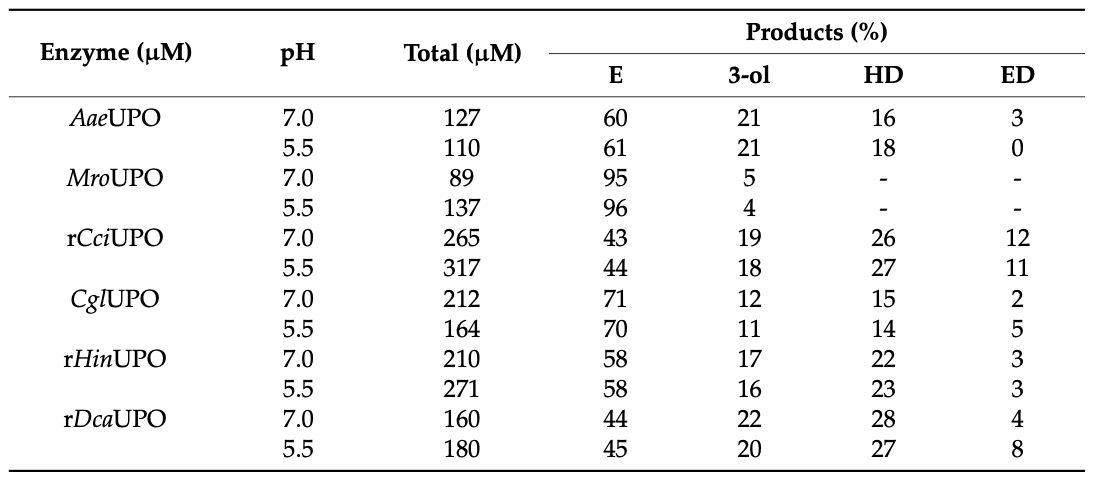 Enzyme (μM) pH Total (μM) Products (%)
E 3-ol HD ED
AaeUPO 7.0 127 60 21 16 3
5.5 110 61 21 18 0
MroUPO 7.0 89 95 5 - -
5.5 137 96 4 - -
rCciUPO 7.0 265 43 19 26 12
5.5 317 44 18 27 11
CglUPO 7.0 212 71 12 15 2
5.5 164 70 11 14 5
rHinUPO 7.0 210 58 17 22 3
5.5 271 58 16 23 3
rDcaUPO 7.0 160 44 22 28 4
5.5 180 45 20 27 8